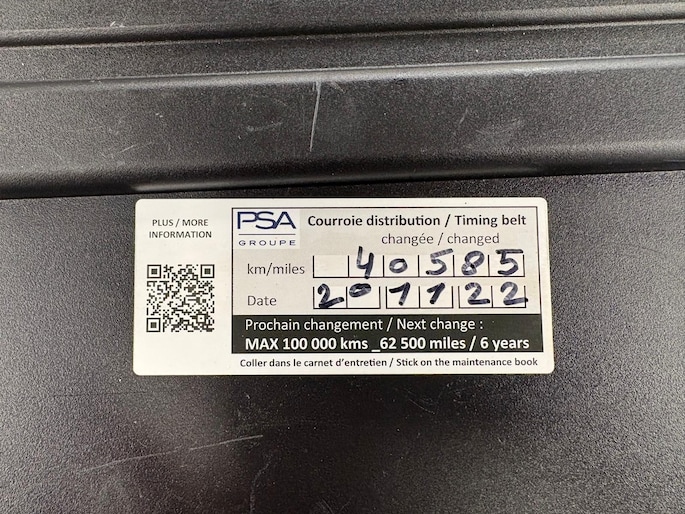 PLUS / MORE
INFORMATION
PSA
GROUPE
Courroie distribution / Timing belt
changée / changed
km/miles 40585
Date 201122
Prochain changement / Next change :
MAX 100 000 kms _62 500 miles / 6 years
Coller dans le carnet d'entretien / Stick on the maintenance book